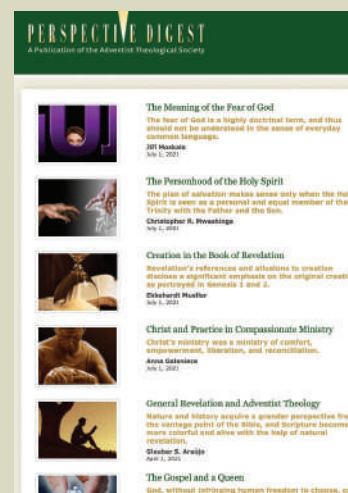 PERSPECTIVE DIGEST
A Publication of the Adventist Theological Society
The Meaning of the Fear of God
The fear of God is a highly doctrinal term, and thus
should not be understood in the sense of everyday
common language.
Jiří Moskala
July 1, 2021
The Personhood of the Holy Spirit
The plan of salvation makes sense only when the Holy
Spirit is seen as a personal and equal member of the
Trinity with the Father and the Son.
Christopher R. Mwashinga
July 1, 2021
Creation in the Book of Revelation
Revelation's references and allusions to creation
disclose a significant emphasis on the original creati
as portrayed in Genesis 1 and 2.
Ekkehardt Mueller
July 1, 2021
Christ and Practice in Compassionate Ministry
Christ's ministry was a ministry of comfort,
empowerment, liberation, and reconciliation.
Anna Galeniece
July 1, 2021
General Revelation and Adventist Theology
Nature and history acquire a grander perspective fro
the vantage point of the Bible, and Scripture become
more colorful and alive with the help of natural
revelation.
Glauber S. Araújo
April 1, 2021
The Gospel and a Queen
God, without infringing human freedom to choose, c